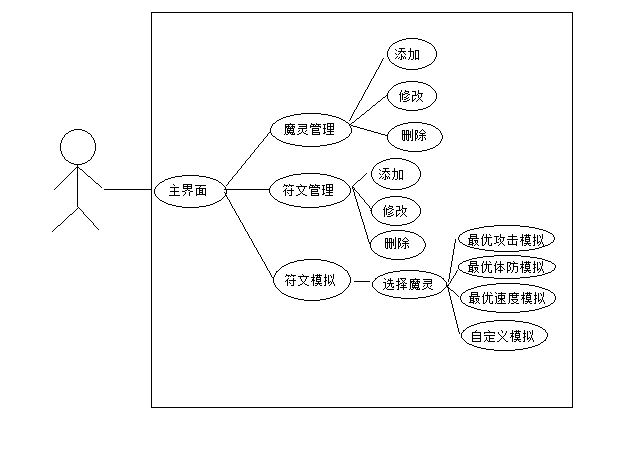 主界面
魔灵管理
添加
修改
删除
符文管理
添加
修改
删除
符文模拟
选择魔灵
最优攻击模拟
最优体防模拟
最优速度模拟
自定义模拟